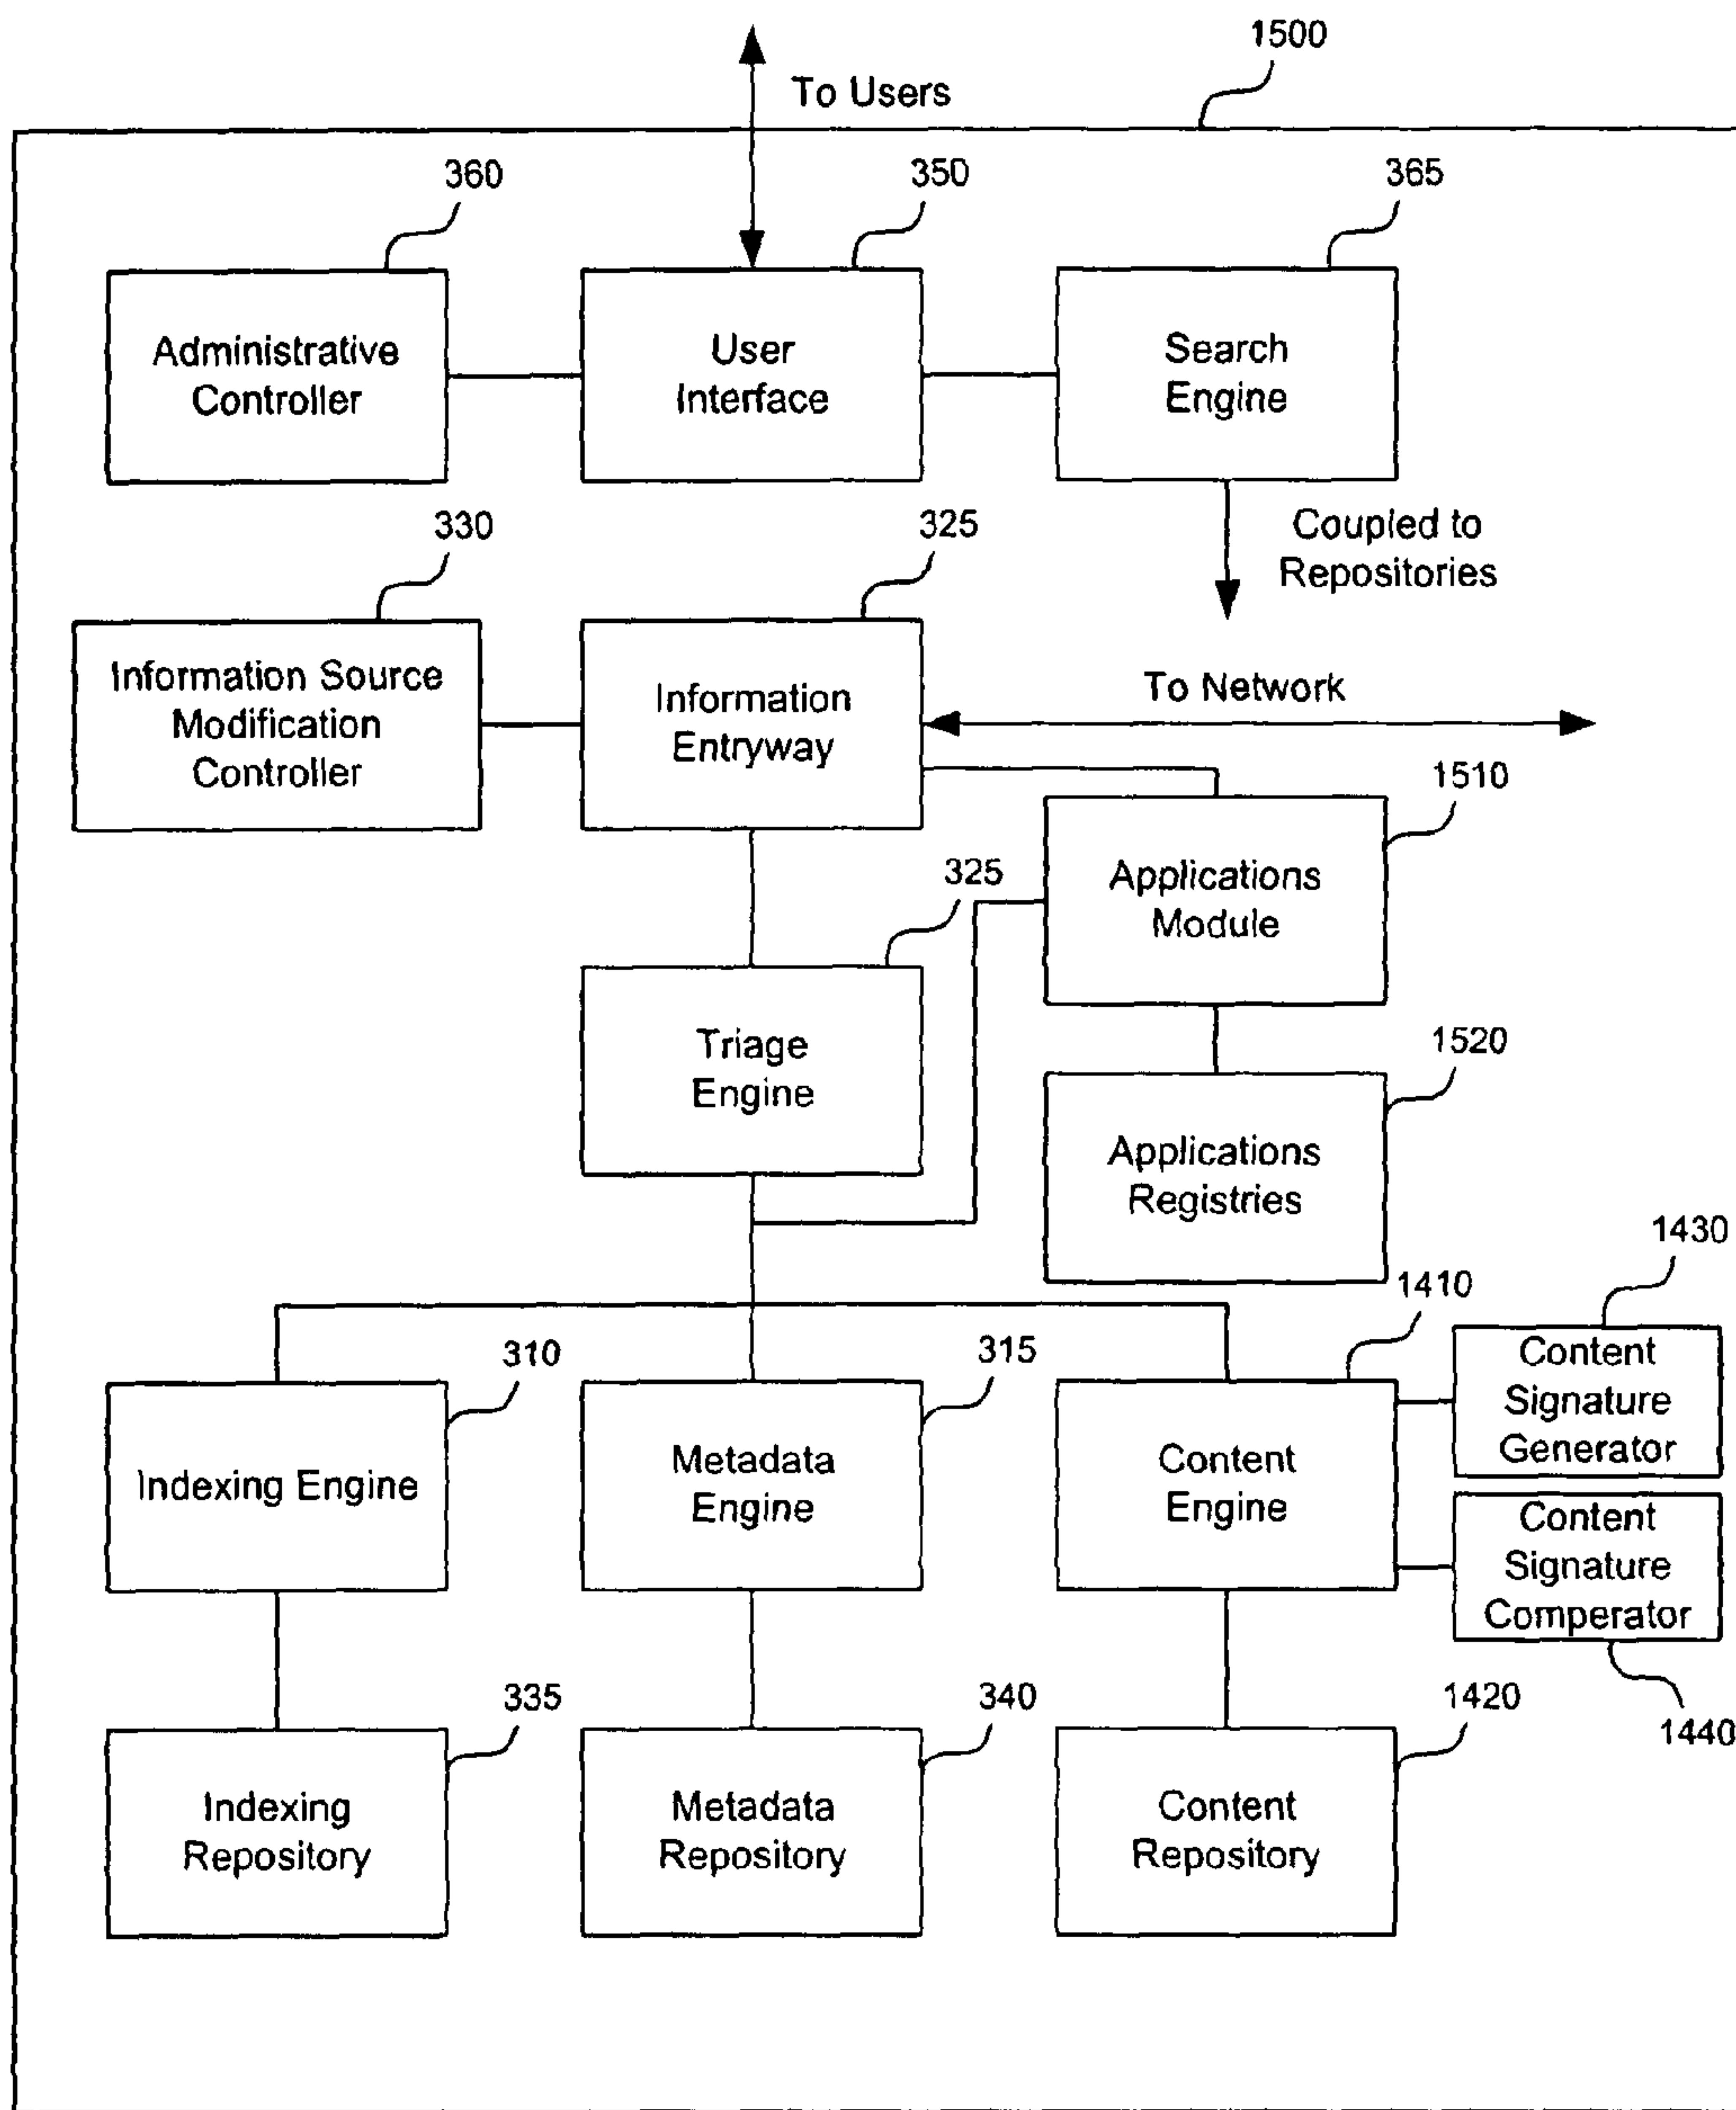 1500
To Users
360
350
365
Administrative
Controller
User
Interface
Search
Engine
330
325
Coupled to
Repositories
Information Source
Modification
Controller
Information
Entryway
To Network
1510
325
Applications
Module
Triage
Engine
1520
Applications
Registries
1430
1410
310
315
Content
Signature
Generator
Indexing Engine
Metadata
Engine
Content
Engine
Content
Signature
Comperator
335
340
1420
1440
Indexing
Repository
Metadata
Repository
Content
Repository